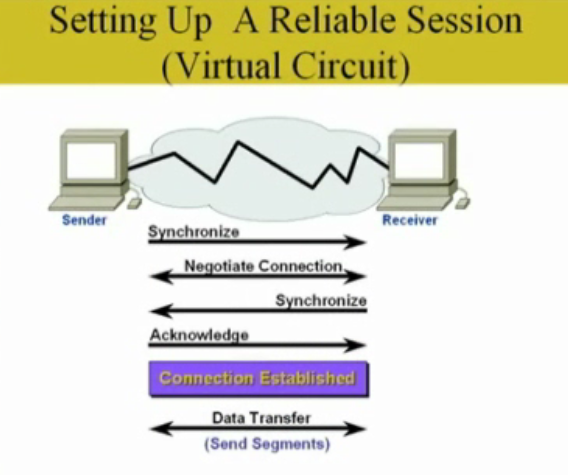 Setting Up A Reliable Session
(Virtual Circuit)
Sender
Receiver
Synchronize
Negotiate Connection
Synchronize
Acknowledge
Connection Established
Data Transfer
(Send Segments)